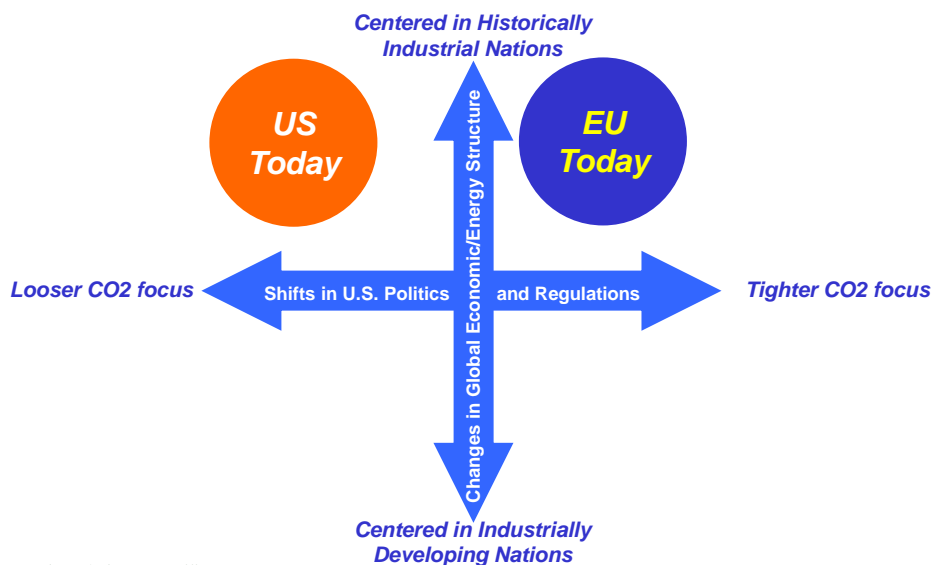 Centered in Historically
Industrial Nations
US
Today
EU
Today
Changes in Global Economic/Energy Structure
Looser CO2 focus
Shifts in U.S. Politics and Regulations
Tighter CO2 focus
Centered in Industrially
Developing Nations